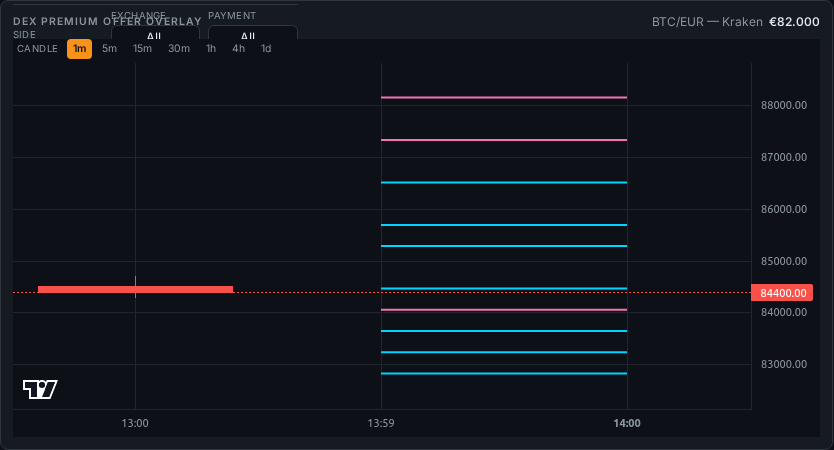 EXCHANGE PAYMENT
DEX PREMIUM OFFER OVERLAY BTC/EUR — Kraken €82.000
SIDE
All All
CANDLE 1m 5m 15m 30m 1h 4h 1d
88000.00
87000.00
86000.00
85000.00
84400.00
84000.00
83000.00
13:00 13:59 14:00